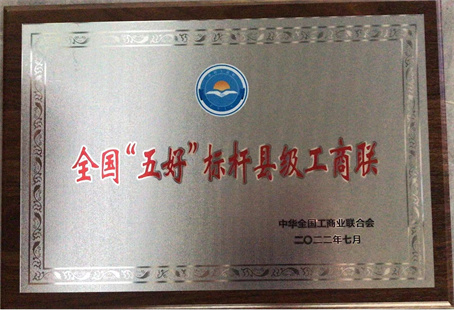 全国“五好”标杆县级工商联
中华全国工商业联合会
二〇二二年七月